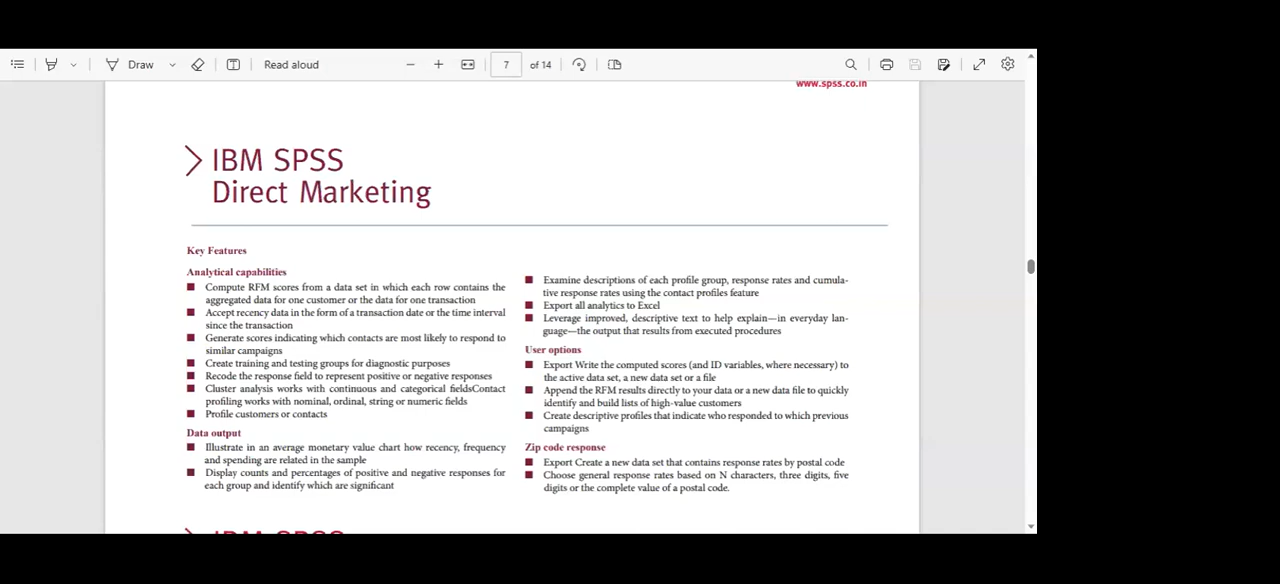 Draw
Read aloud
7
of 14
www.spss.co.in
IBM SPSS
Direct Marketing
Key Features
Analytical capabilities
Compute RFM scores from a data set in which each row contains the
aggregated data for one customer or the data for one transaction
Accept recency data in the form of a transaction date or the time interval
since the transaction
Generate scores indicating which contacts are most likely to respond to
similar campaigns
Create training and testing groups for diagnostic purposes
Recode the response field to represent positive or negative responses
Cluster analysis works with continuous and categorical fieldsContact
profiling works with nominal, ordinal, string or numeric fields
Profile customers or contacts
Data output
Illustrate in an average monetary value chart how recency, frequency
and spending are related in the sample
Display counts and percentages of positive and negative responses for
each group and identify which are significant
Examine descriptions of each profile group, response rates and cumula-
tive response rates using the contact profiles feature
Export all analytics to Excel
Leverage improved, descriptive text to help explain—in everyday lan-
guage—the output that results from executed procedures
User options
Export Write the computed scores (and ID variables, where necessary) to
the active data set, a new data set or a file
Append the RFM results directly to your data or a new data file to quickly
identify and build lists of high-value customers
Create descriptive profiles that indicate who responded to which previous
campaigns
Zip code response
Export Create a new data set that contains response rates by postal code
Choose general response rates based on N characters, three digits, five
digits or the complete value of a postal code.
IBM SPSS